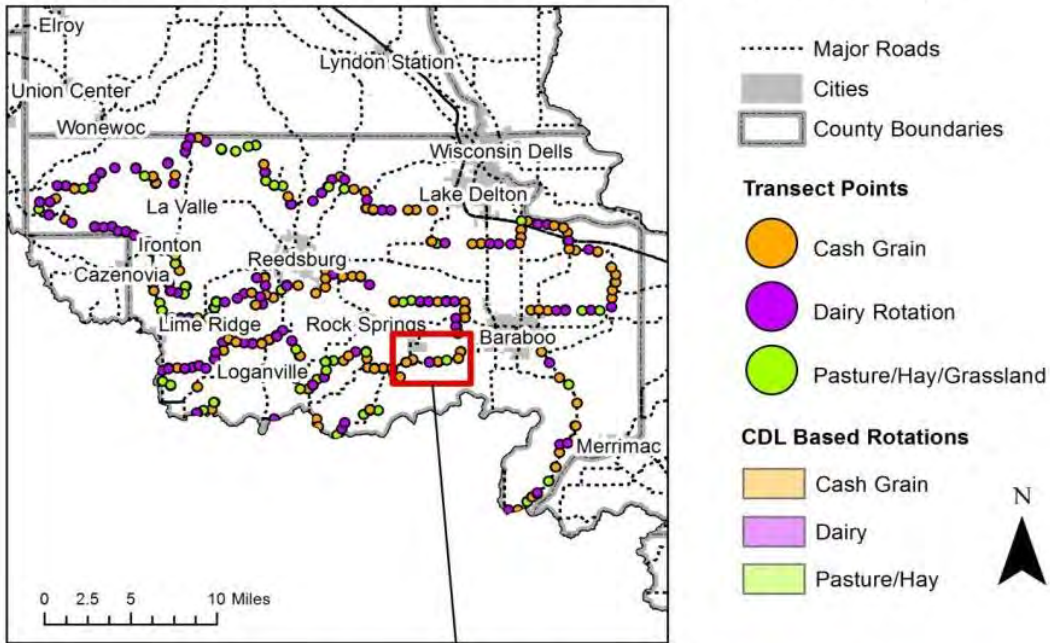 Elroy
Lyndon Station
Union Center
Wonewoc
Wisconsin Dells
Lake Delton
La Valle
Ironton
Reedsburg
Cazenovia
Lime Ridge
Rock Springs
Baraboo
Loganville
Merrimac
0 2.5 5 10 Miles
Major Roads
Cities
County Boundaries
Transect Points
Cash Grain
Dairy Rotation
Pasture/Hay/Grassland
CDL Based Rotations
Cash Grain
Dairy
Pasture/Hay
N